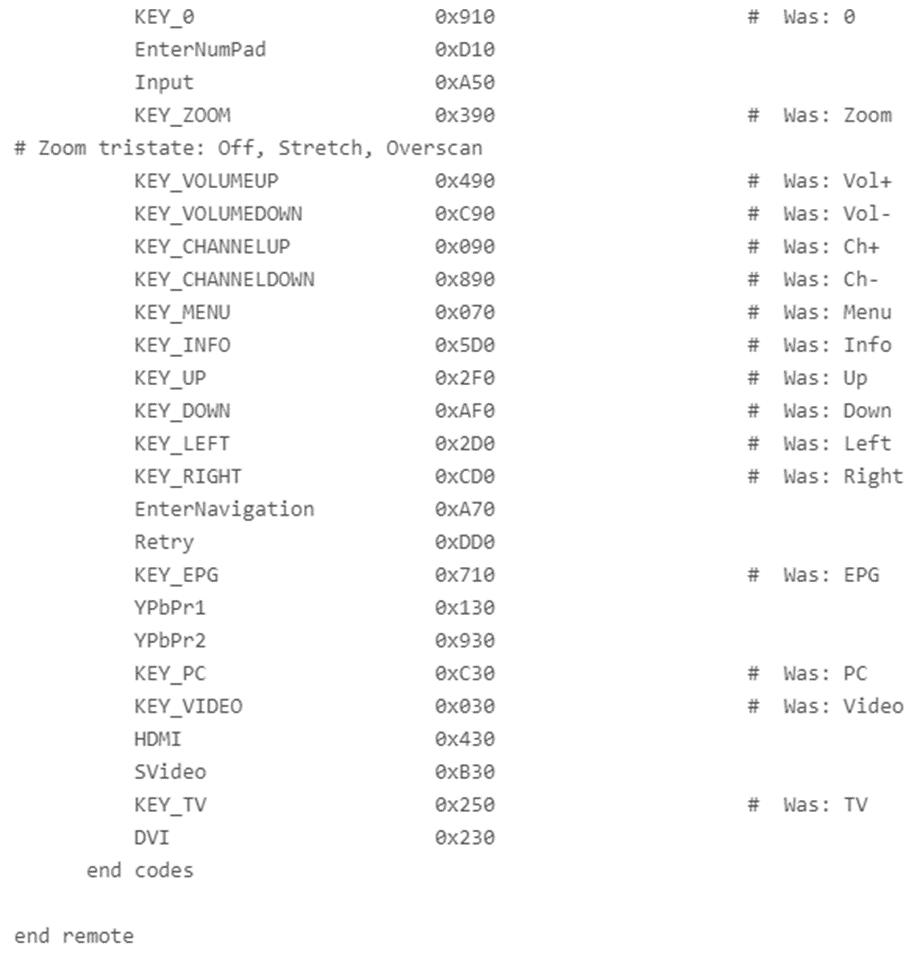 KEY_0 0x910 # Was: 0
EnterNumPad 0xD10
Input 0xA50
KEY_ZOOM 0x390 # Was: Zoom
# Zoom tristate: Off, Stretch, Overscan
KEY_VOLUMEUP 0x490 # Was: Vol+
KEY_VOLUMEDOWN 0xC90 # Was: Vol-
KEY_CHANNELUP 0x090 # Was: Ch+
KEY_CHANNELDOWN 0x890 # Was: Ch-
KEY_MENU 0x070 # Was: Menu
KEY_INFO 0x5D0 # Was: Info
KEY_UP 0x2F0 # Was: Up
KEY_DOWN 0xAF0 # Was: Down
KEY_LEFT 0x2D0 # Was: Left
KEY_RIGHT 0xCD0 # Was: Right
EnterNavigation 0xA70
Retry 0xDD0
KEY_EPG 0x710 # Was: EPG
YPbPr1 0x130
YPbPr2 0x930
KEY_PC 0xC30 # Was: PC
KEY_VIDEO 0x030 # Was: Video
HDMI 0x430
SVideo 0xB30
KEY_TV 0x250 # Was: TV
DVI 0x230
end codes
end remote